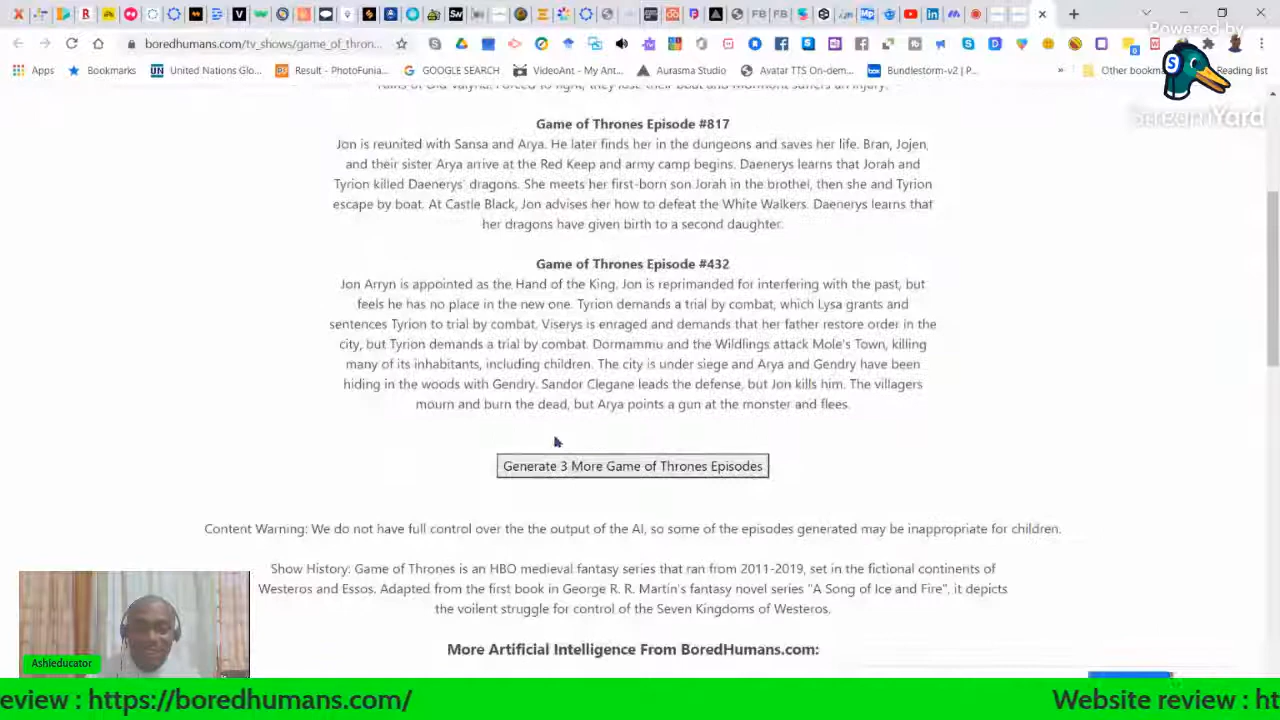 boredhumans.com/tv_shows/game_of_thron...
Powered by
StreamYard
Apps
Bookmarks
United Nations Glo...
Result - PhotoFunia...
GOOGLE SEARCH
VideoAnt - My Ant...
Aurasma Studio
Avatar TTS On-dem...
Bundlestorm-v2 | P...
»
Other bookm
Reading list
Game of Thrones Episode #817
Jon is reunited with Sansa and Arya. He later finds her in the dungeons and saves her life. Bran, Jojen,
and their sister Arya arrive at the Red Keep and army camp begins. Daenerys learns that Jorah and
Tyrion killed Daenerys' dragons. She meets her first-born son Jorah in the brothel, then she and Tyrion
escape by boat. At Castle Black, Jon advises her how to defeat the White Walkers. Daenerys learns that
her dragons have given birth to a second daughter.
Game of Thrones Episode #432
Jon Arryn is appointed as the Hand of the King. Jon is reprimanded for interfering with the past, but
feels he has no place in the new one. Tyrion demands a trial by combat, which Lysa grants and
sentences Tyrion to trial by combat. Viserys is enraged and demands that her father restore order in the
city, but Tyrion demands a trial by combat. Dormammu and the Wildlings attack Mole's Town, killing
many of its inhabitants, including children. The city is under siege and Arya and Gendry have been
hiding in the woods with Gendry. Sandor Clegane leads the defense, but Jon kills him. The villagers
mourn and burn the dead, but Arya points a gun at the monster and flees.
Generate 3 More Game of Thrones Episodes
Content Warning: We do not have full control over the the output of the AI, so some of the episodes generated may be inappropriate for children.
Show History: Game of Thrones is an HBO medieval fantasy series that ran from 2011-2019, set in the fictional continents of
Westeros and Essos. Adapted from the first book in George R. R. Martin's fantasy novel series "A Song of Ice and Fire", it depicts
the voilent struggle for control of the Seven Kingdoms of Westeros.
More Artificial Intelligence From BoredHumans.com:
Ashieducator
eview : https://boredhumans.com/
Website review : ht